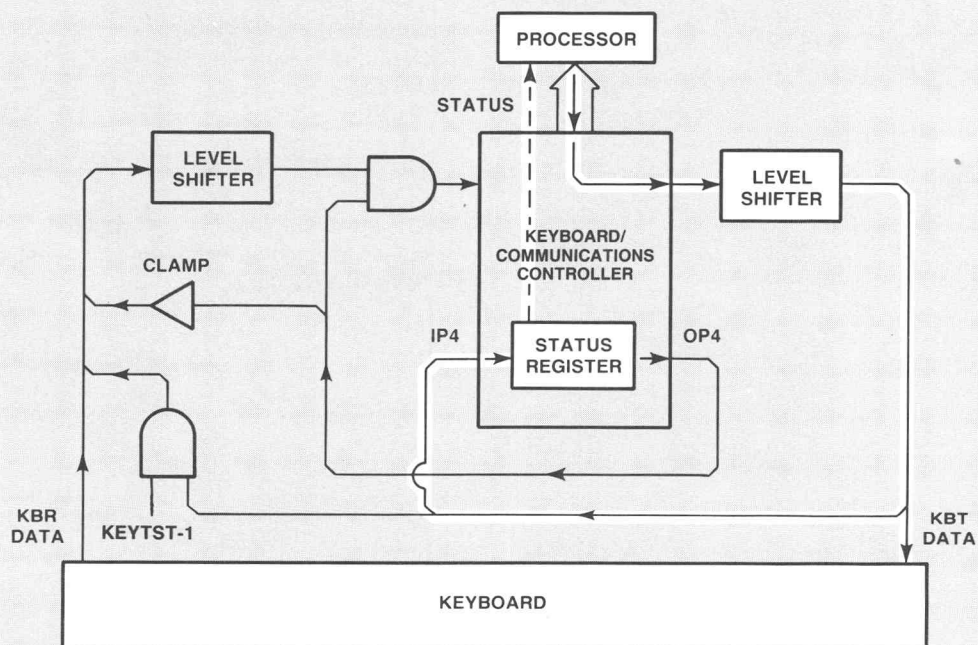 PROCESSOR
STATUS
LEVEL
SHIFTER
LEVEL
SHIFTER
KEYBOARD/
COMMUNICATIONS
CONTROLLER
CLAMP
IP4
STATUS
REGISTER
OP4
KBR
DATA
KEYTST-1
KBT
DATA
KEYBOARD